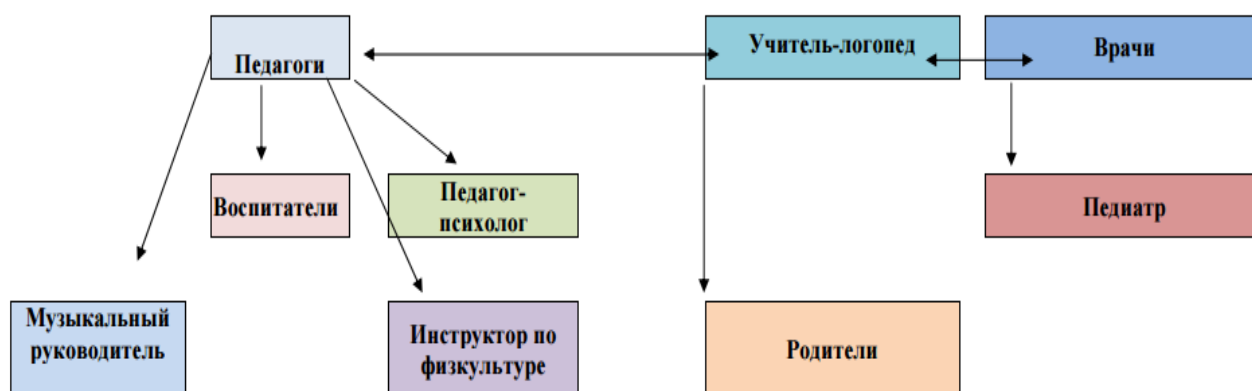 Педагоги
Учитель-логопед
Врачи
Воспитатели
Педагог-
психолог
Педиатр
Музыкальный
руководитель
Инструктор по
физкультуре
Родители